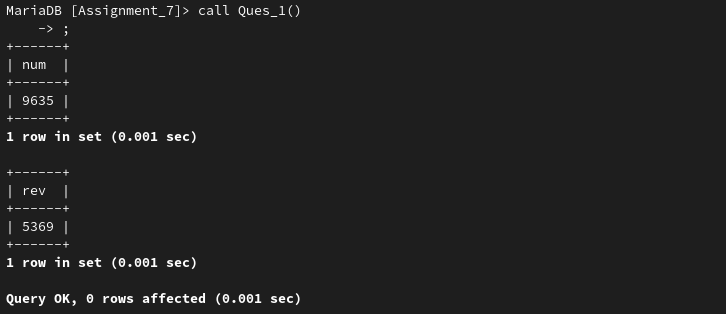 MariaDB [Assignment_7]> call Ques_1()
    -> ;
+------+
| num  |
+------+
| 9635 |
+------+
1 row in set (0.001 sec)

+------+
| rev  |
+------+
| 5369 |
+------+
1 row in set (0.001 sec)

Query OK, 0 rows affected (0.001 sec)